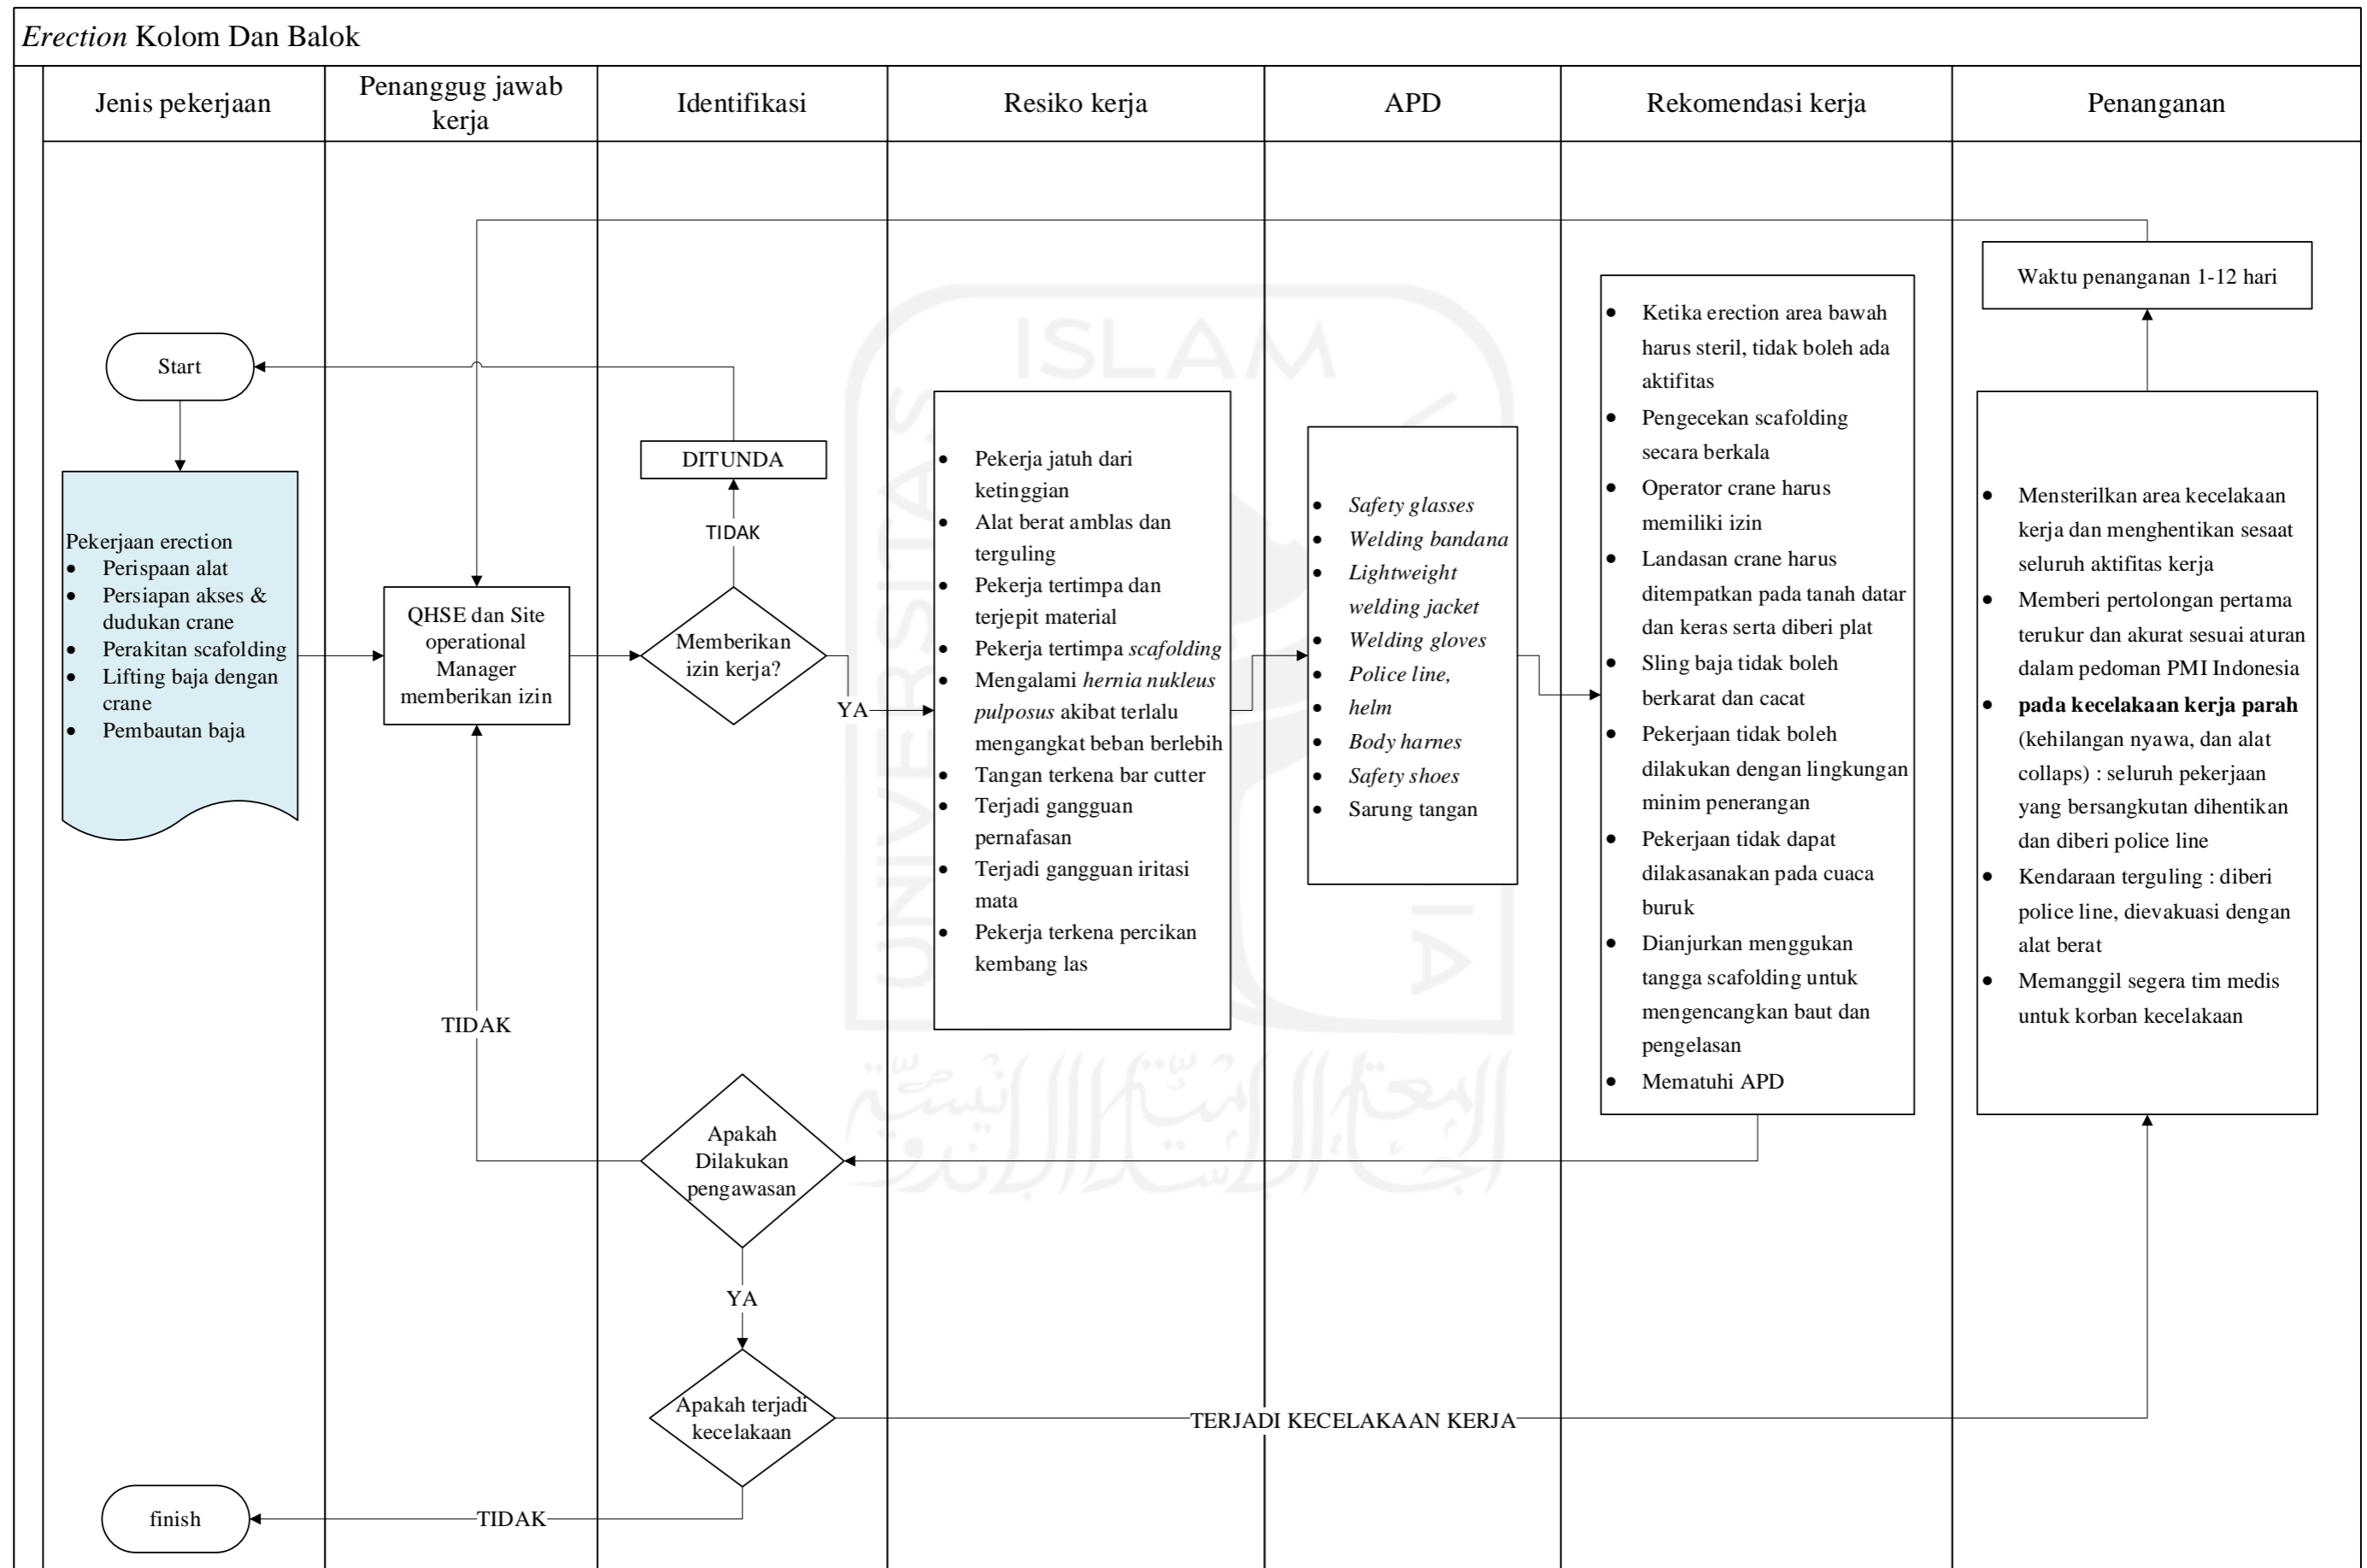 Erection Kolom Dan Balok
Jenis pekerjaan
Penanggug jawab
kerja
Identifikasi
Resiko kerja
APD
Rekomendasi kerja
Penanganan
Start
Pekerjaan erection
• Perispaan alat
• Persiapan akses &
dudukan crane
• Perakitan scafolding
• Lifting baja dengan
crane
• Pembautan baja
QHSE dan Site
operational
Manager
memberikan izin
DITUNDA
TIDAK
Memberikan
izin kerja?
YA
• Pekerja jatuh dari
ketinggian
• Alat berat amblas dan
terguling
• Pekerja tertimpa dan
terjepit material
• Pekerja tertimpa scafolding
• Mengalami hernia nukleus
pulposus akibat terlalu
mengangkat beban berlebih
• Tangan terkena bar cutter
• Terjadi gangguan
pernafasan
• Terjadi gangguan iritasi
mata
• Pekerja terkena percikan
kembang las
• Safety glasses
• Welding bandana
• Lightweight
welding jacket
• Welding gloves
• Police line,
• helm
• Body harnes
• Safety shoes
• Sarung tangan
• Ketika erection area bawah
harus steril, tidak boleh ada
aktifitas
• Pengecekan scafolding
secara berkala
• Operator crane harus
memiliki izin
• Landasan crane harus
ditempatkan pada tanah datar
dan keras serta diberi plat
• Sling baja tidak boleh
berkarat dan cacat
• Pekerjaan tidak boleh
dilakukan dengan lingkungan
minim penerangan
• Pekerjaan tidak dapat
dilakasanakan pada cuaca
buruk
• Dianjurkan menggukan
tangga scafolding untuk
mengencangkan baut dan
pengelasan
• Mematuhi APD
Waktu penanganan 1-12 hari
• Mensterilkan area kecelakaan
kerja dan menghentikan sesaat
seluruh aktifitas kerja
• Memberi pertolongan pertama
terukur dan akurat sesuai aturan
dalam pedoman PMI Indonesia
• pada kecelakaan kerja parah
(kehilangan nyawa, dan alat
collaps) : seluruh pekerjaan
yang bersangkutan dihentikan
dan diberi police line
• Kendaraan terguling : diberi
police line, dievakuasi dengan
alat berat
• Memanggil segera tim medis
untuk korban kecelakaan
TIDAK
Apakah
Dilakukan
pengawasan
YA
Apakah terjadi
kecelakaan
TERJADI KECELAKAAN KERJA
TIDAK
finish
UNIVERSITAS
ISLAM